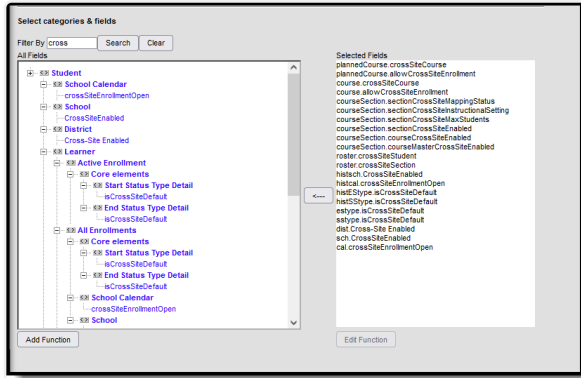 Select categories & fields
Filter By cross Search Clear
All Fields
Student
School Calendar
crossSiteEnrollmentOpen
School
CrossSiteEnabled
District
Cross-Site Enabled
Learner
Active Enrollment
Core elements
Start Status Type Detail
isCrossSiteDefault
End Status Type Detail
isCrossSiteDefault
All Enrollments
Core elements
Start Status Type Detail
isCrossSiteDefault
End Status Type Detail
isCrossSiteDefault
School Calendar
crossSiteEnrollmentOpen
School
Add Function
<---
Selected Fields
plannedCourse.crossSiteCourse
plannedCourse.allowCrossSiteEnrollment
course.crossSiteCourse
course.allowCrossSiteEnrollment
courseSection.sectionCrossSiteMappingStatus
courseSection.sectionCrossSiteInstructionalSetting
courseSection.sectionCrossSiteMaxStudents
courseSection.sectionCrossSiteEnabled
courseSection.courseCrossSiteEnabled
courseSection.courseMasterCrossSiteEnabled
roster.crossSiteStudent
roster.crossSiteSection
histsch.CrossSiteEnabled
histcal.crossSiteEnrollmentOpen
histEStype.isCrossSiteDefault
histSStype.isCrossSiteDefault
estype.isCrossSiteDefault
sstype.isCrossSiteDefault
dist.Cross-Site Enabled
sch.CrossSiteEnabled
cal.crossSiteEnrollmentOpen
Edit Function